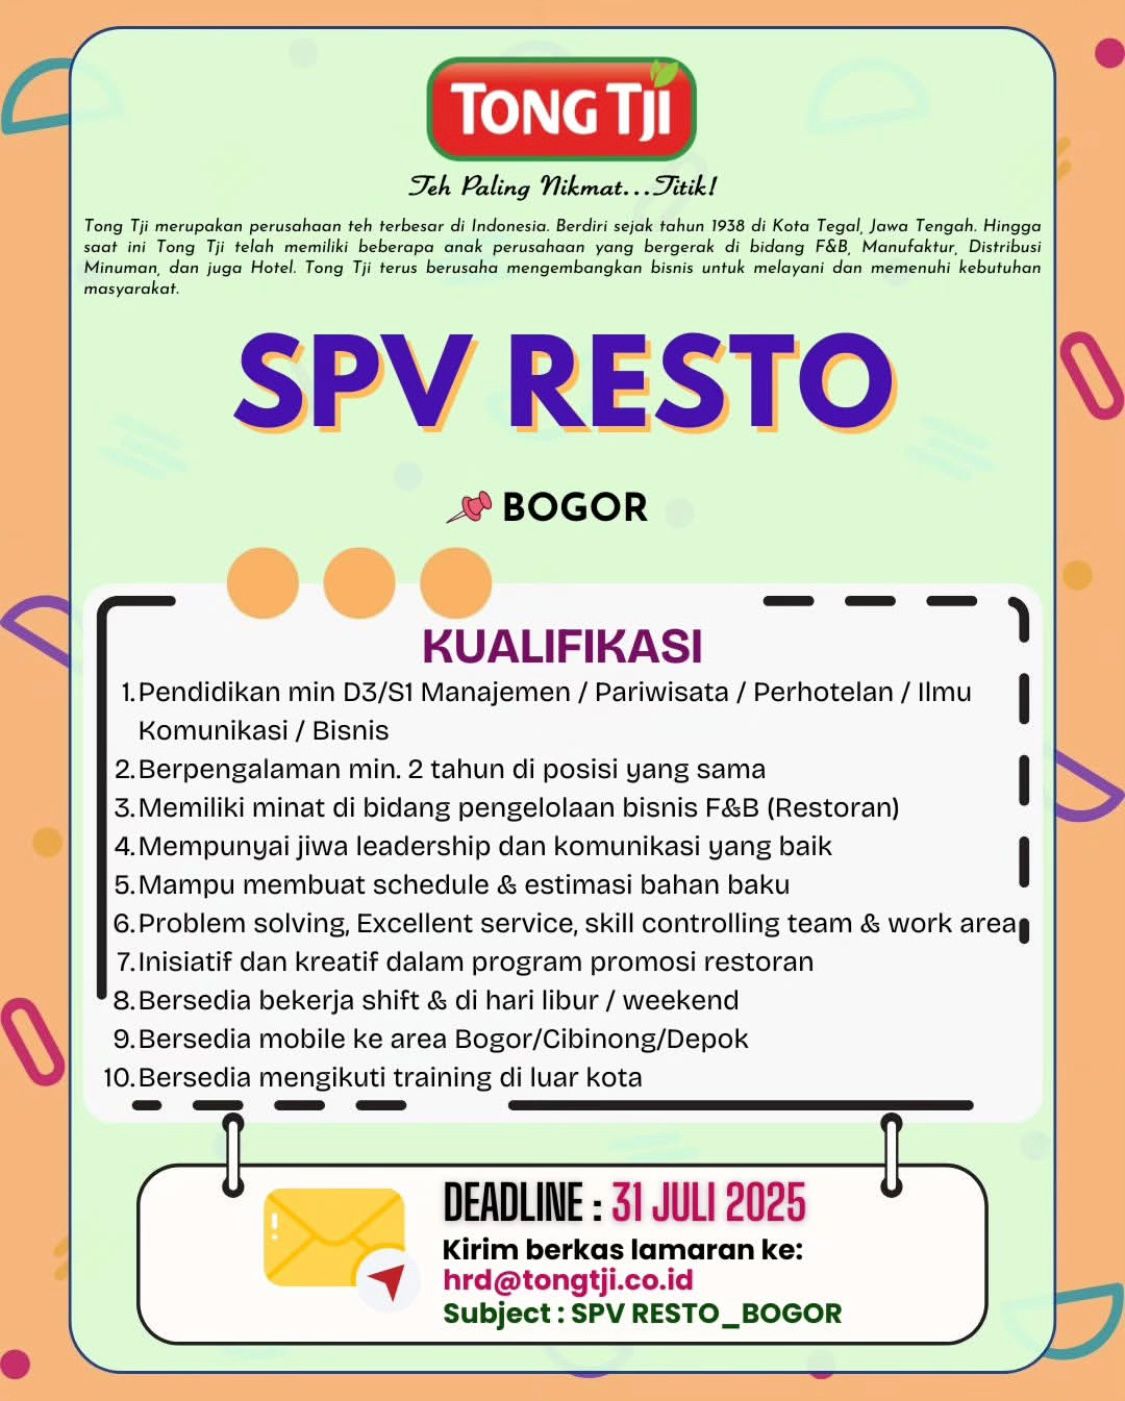 TONG TJI
Teh Paling Nikmat...Titik!
Tong Tji merupakan perusahaan teh terbesar di Indonesia. Berdiri sejak tahun 1938 di Kota Tegal, Jawa Tengah. Hingga
saat ini Tong Tji telah memiliki beberapa anak perusahaan yang bergerak di bidang F&B, Manufaktur, Distribusi
Minuman, dan juga Hotel. Tong Tji terus berusaha mengembangkan bisnis untuk melayani dan memenuhi kebutuhan
masyarakat.
SPV RESTO
BOGOR
KUALIFIKASI
1. Pendidikan min D3/S1 Manajemen / Pariwisata / Perhotelan / Ilmu
Komunikasi / Bisnis
2. Berpengalaman min. 2 tahun di posisi yang sama
3. Memiliki minat di bidang pengelolaan bisnis F&B (Restoran)
4. Mempunyai jiwa leadership dan komunikasi yang baik
5. Mampu membuat schedule & estimasi bahan baku
6. Problem solving, Excellent service, skill controlling team & work area
7. Inisiatif dan kreatif dalam program promosi restoran
8. Bersedia bekerja shift & di hari libur / weekend
9. Bersedia mobile ke area Bogor/Cibinong/Depok
10. Bersedia mengikuti training di luar kota
DEADLINE : 31 JULI 2025
Kirim berkas lamaran ke:
hrd@tongtji.co.id
Subject : SPV RESTO_BOGOR